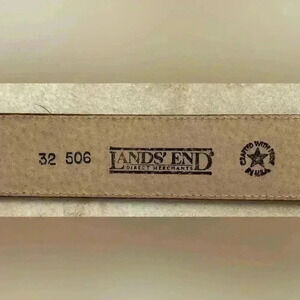 32 506
LANDS' END
DIRECT MERCHANTS
CRAFTED WITH PRIDE
IN U.S.A.